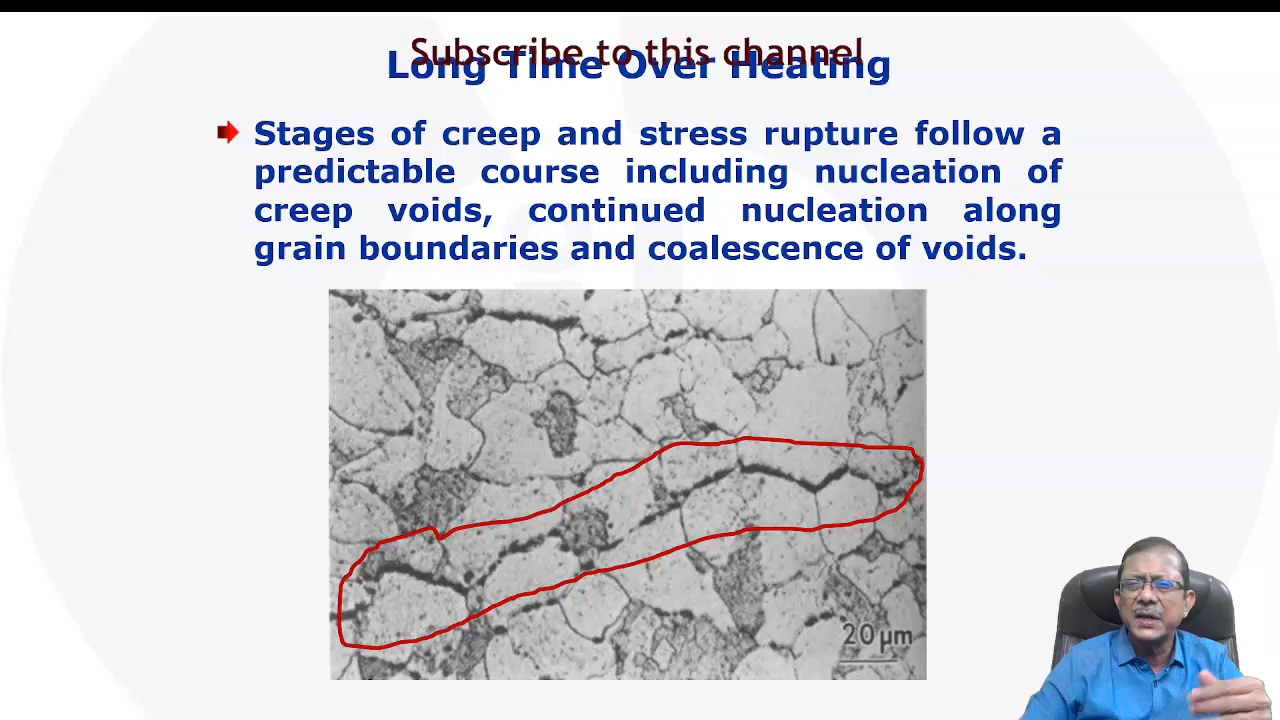 Subscribe to this channel
Long Time Over Heating
Stages of creep and stress rupture follow a
predictable course including nucleation of
creep voids, continued nucleation along
grain boundaries and coalescence of voids.
20 µm